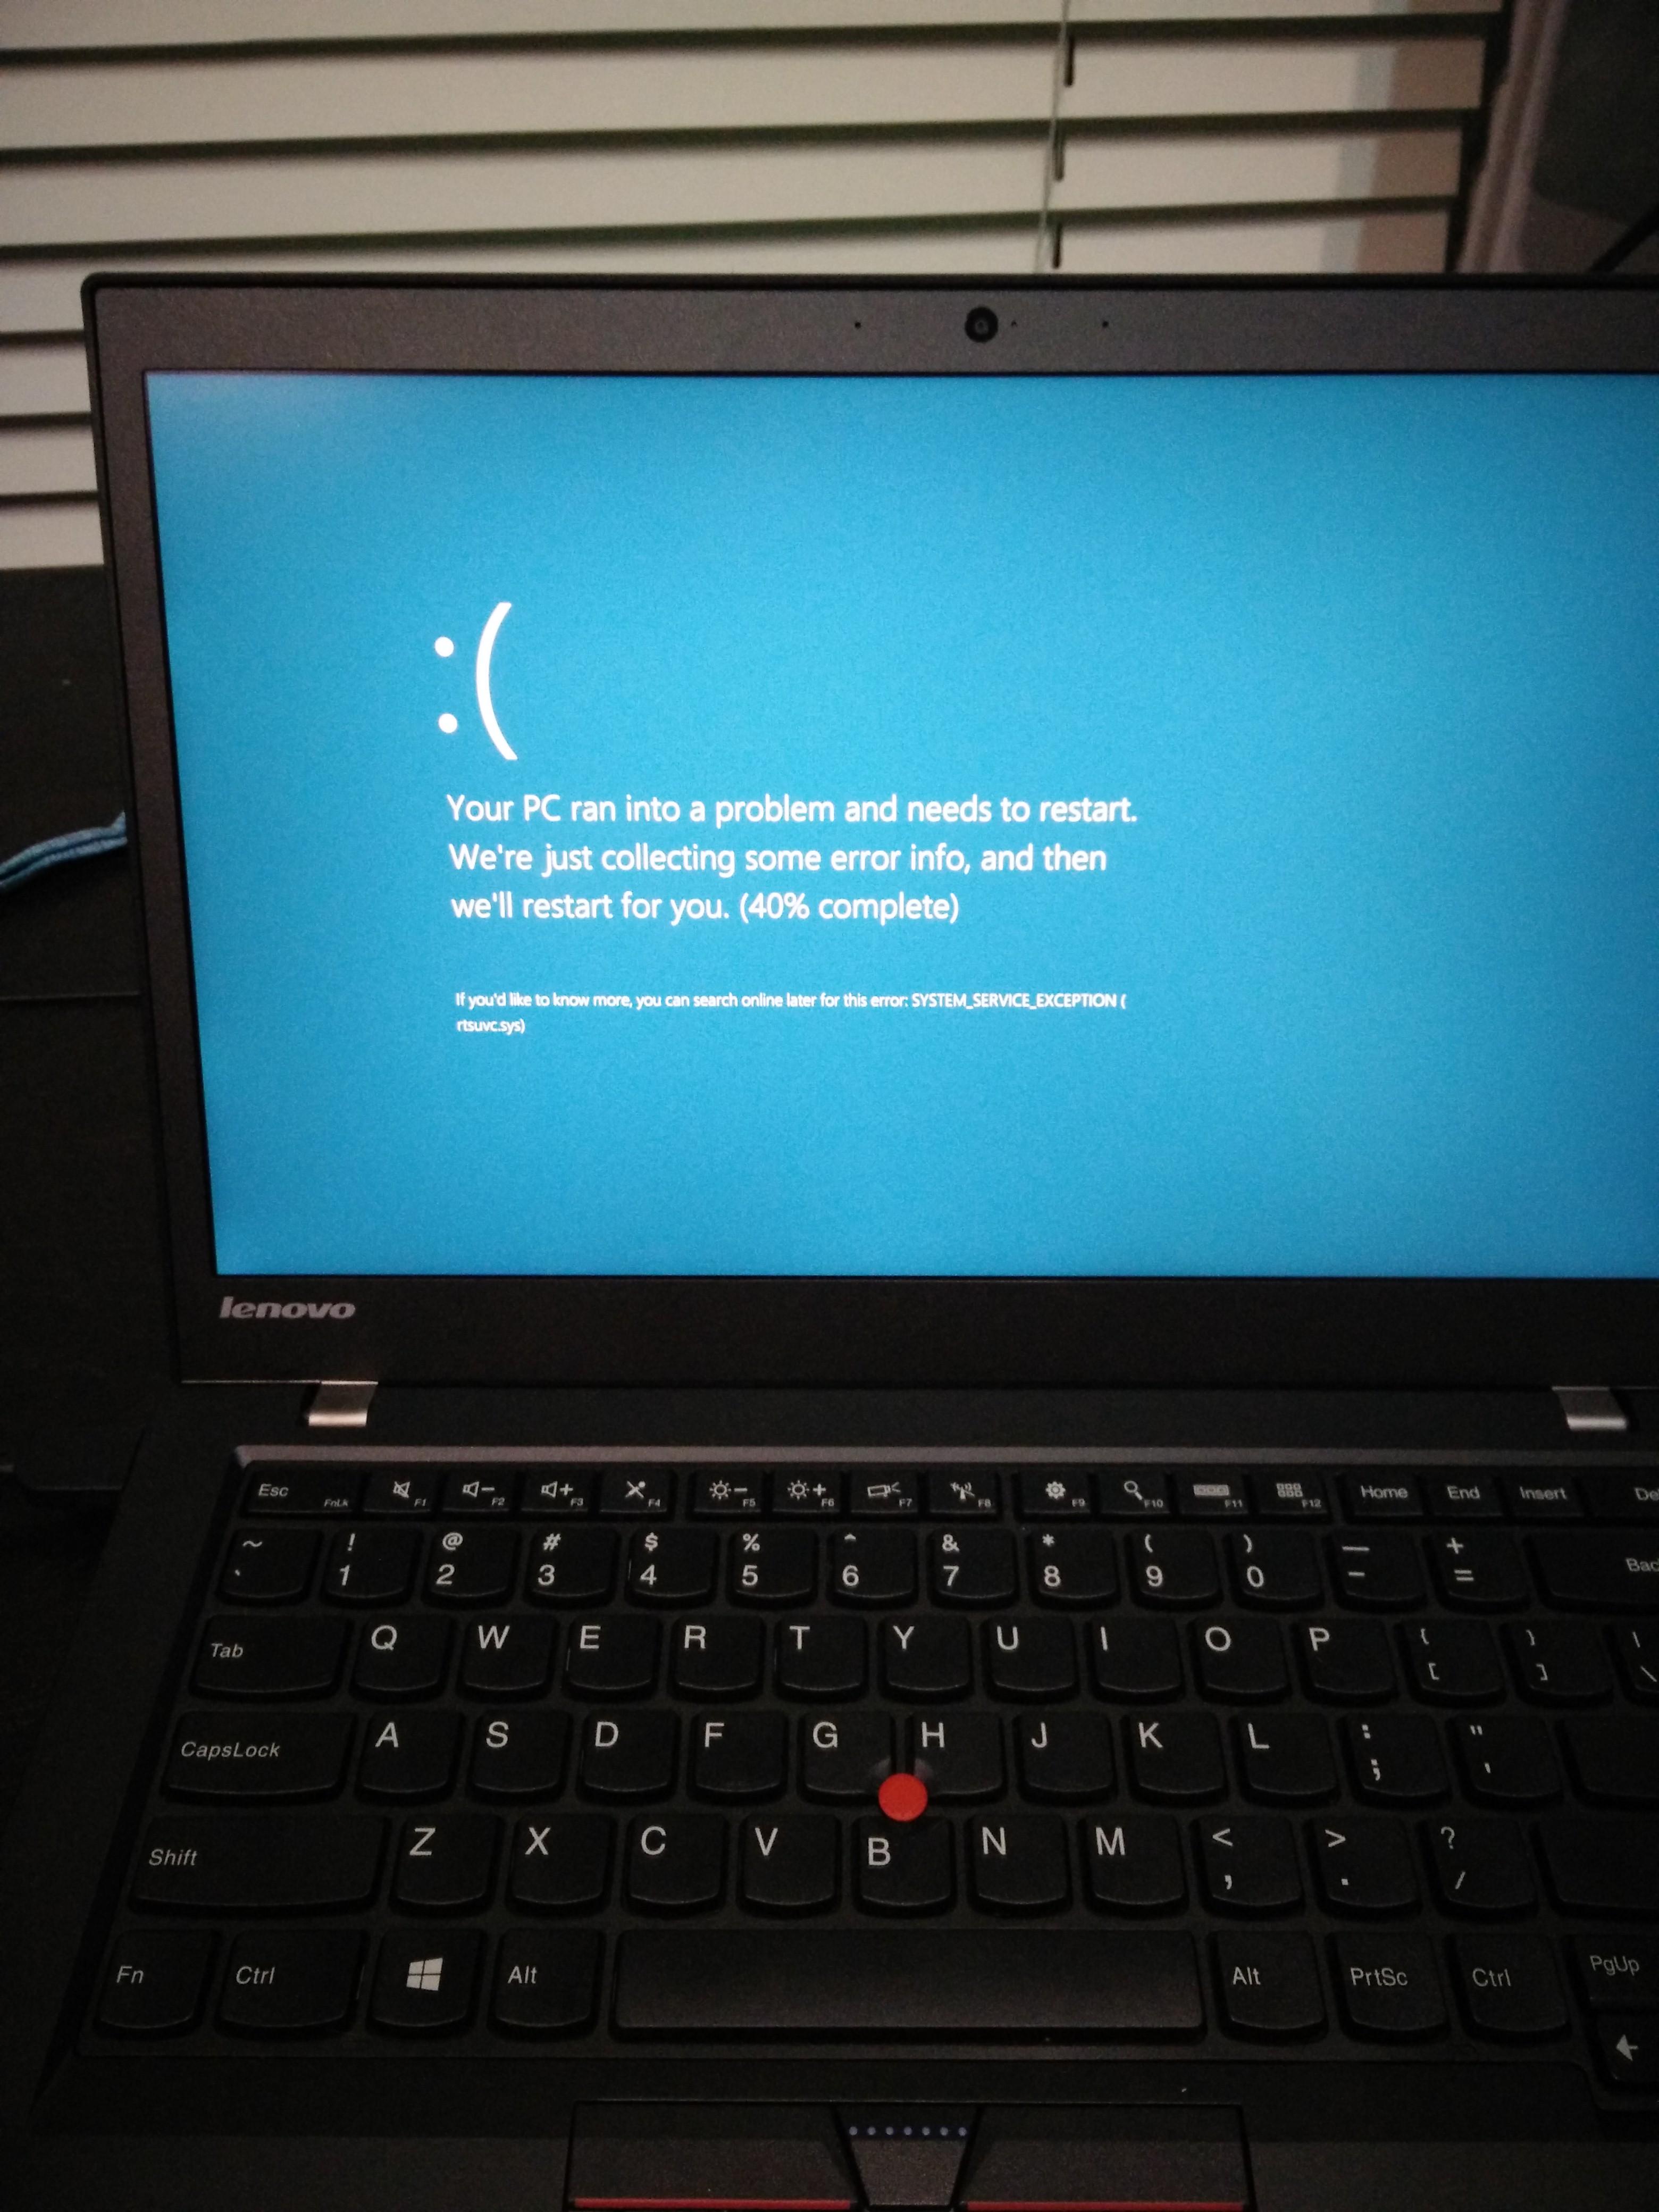 :(
Your PC ran into a problem and needs to restart.
We're just collecting some error info, and then
we'll restart for you. (40% complete)
If you'd like to know more, you can search online later for this error: SYSTEM_SERVICE_EXCEPTION (
rtsuvc.sys)
lenovo
Esc FnLk F1 F2 F3 F4 F5 F6 F7 F8 F9 F10 F11 F12 Home End Insert
~ ! @ # $ % ^ & * ( ) — +
` 1 2 3 4 5 6 7 8 9 0 - =
Tab Q W E R T Y U I O P { } |
[ ] \
CapsLock A S D F G H J K L : "
; '
Shift Z X C V B N M < > ?
, . /
Fn Ctrl Alt Alt PrtSc Ctrl PgUp